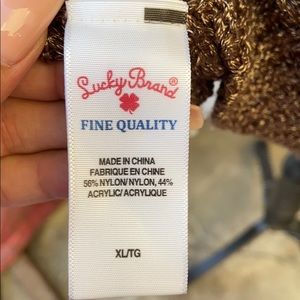 Lucky Brand®
FINE QUALITY
MADE IN CHINA
FABRIQUE EN CHINE
56% NYLON/ NYLON, 44%
ACRYLIC/ ACRYLIQUE
XL/TG